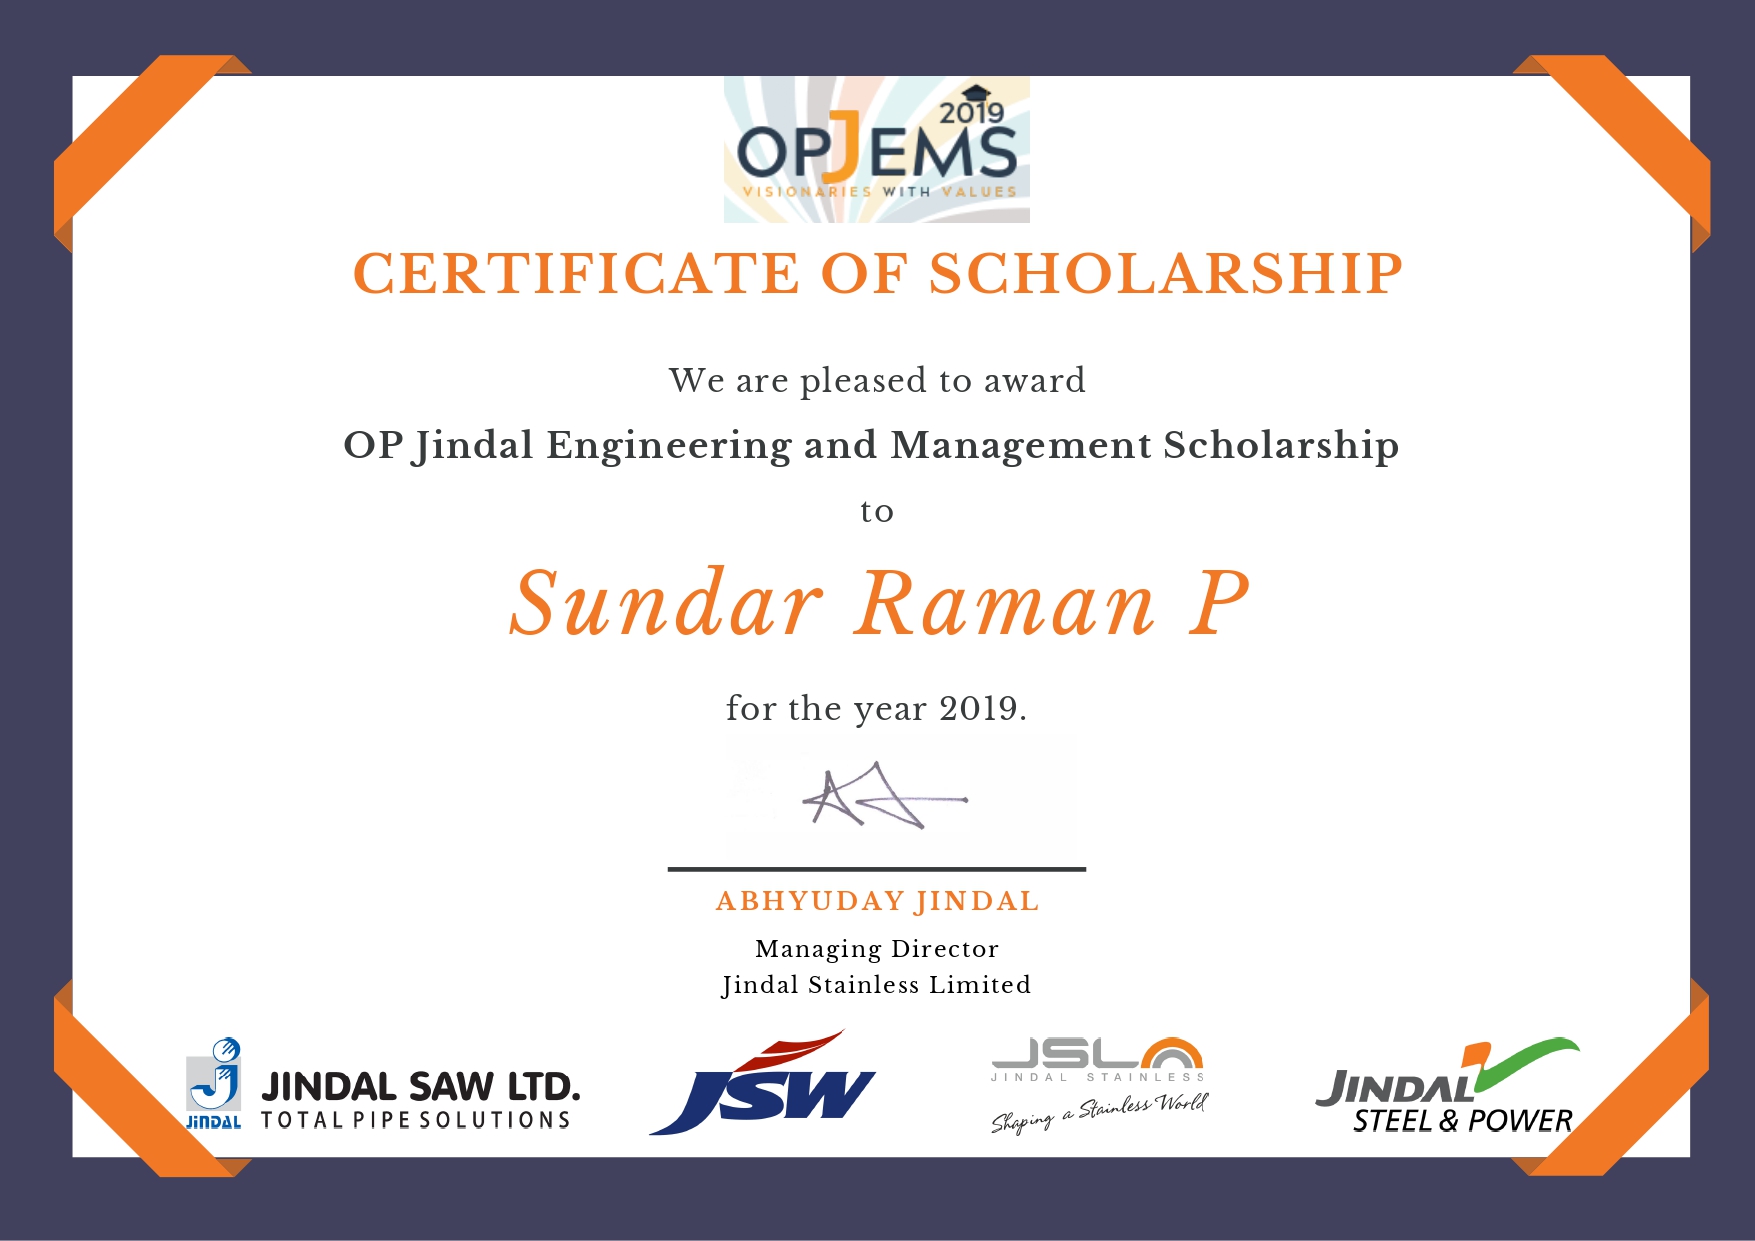 2019
OPJEMS
VISIONARIES WITH VALUES
CERTIFICATE OF SCHOLARSHIP
We are pleased to award
OP Jindal Engineering and Management Scholarship
to
Sundar Raman P
for the year 2019.
ABHYUDAY JINDAL
Managing Director
Jindal Stainless Limited
JINDAL
JINDAL SAW LTD.
TOTAL PIPE SOLUTIONS
JSW
JSL
JINDAL STAINLESS
Shaping a Stainless World
JINDAL
STEEL & POWER